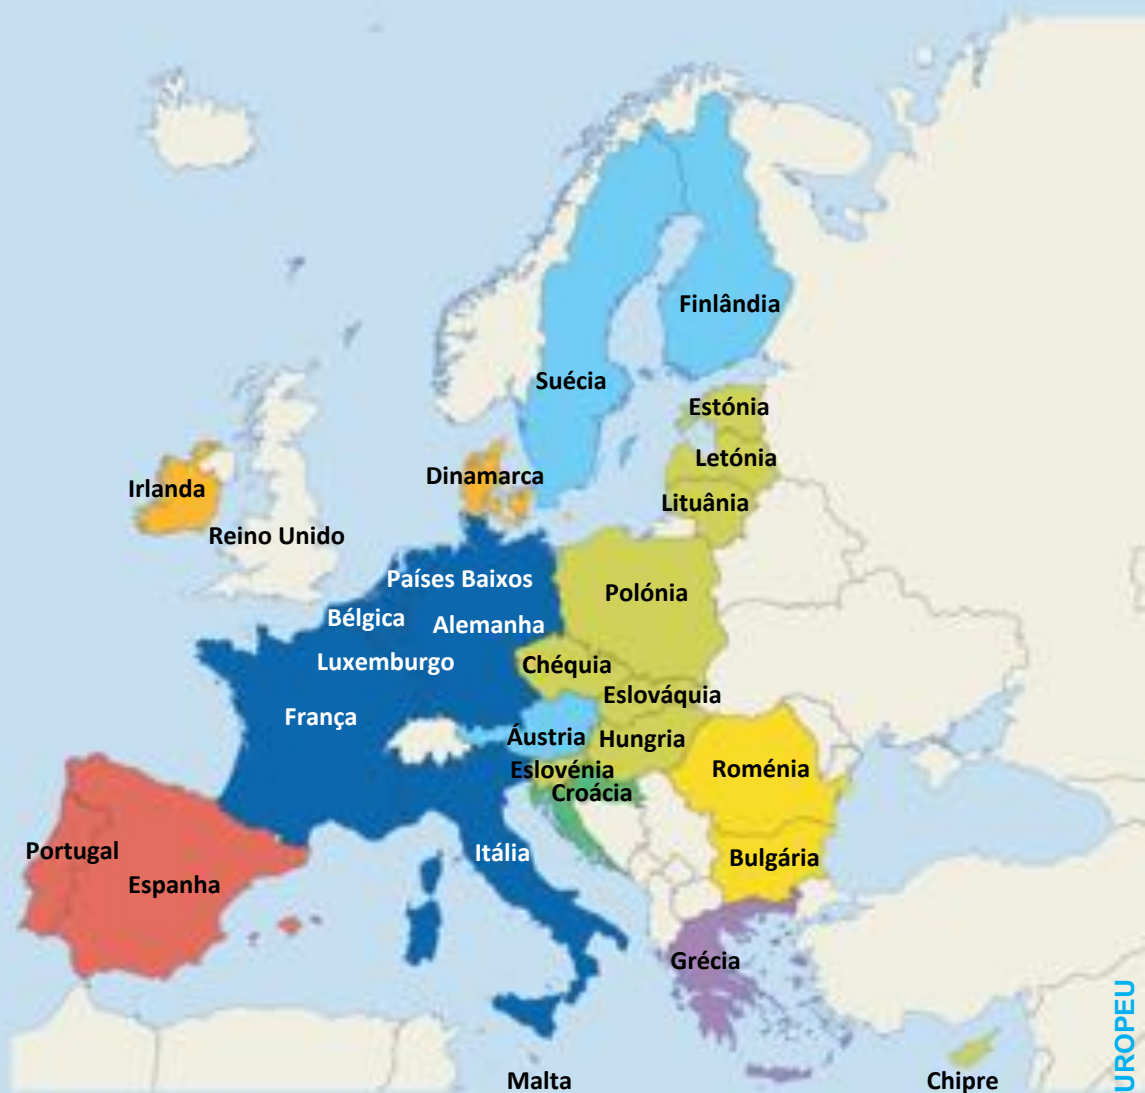 Finlândia
Suécia
Estónia
Letónia
Dinamarca
Irlanda
Lituânia
Reino Unido
Países Baixos
Polónia
Bélgica
Alemanha
Luxemburgo
Chéquia
Eslováquia
França
Áustria
Hungria
Eslovénia
Roménia
Croácia
Portugal
Itália
Bulgária
Espanha
Grécia
UROPEU
Malta
Chipre